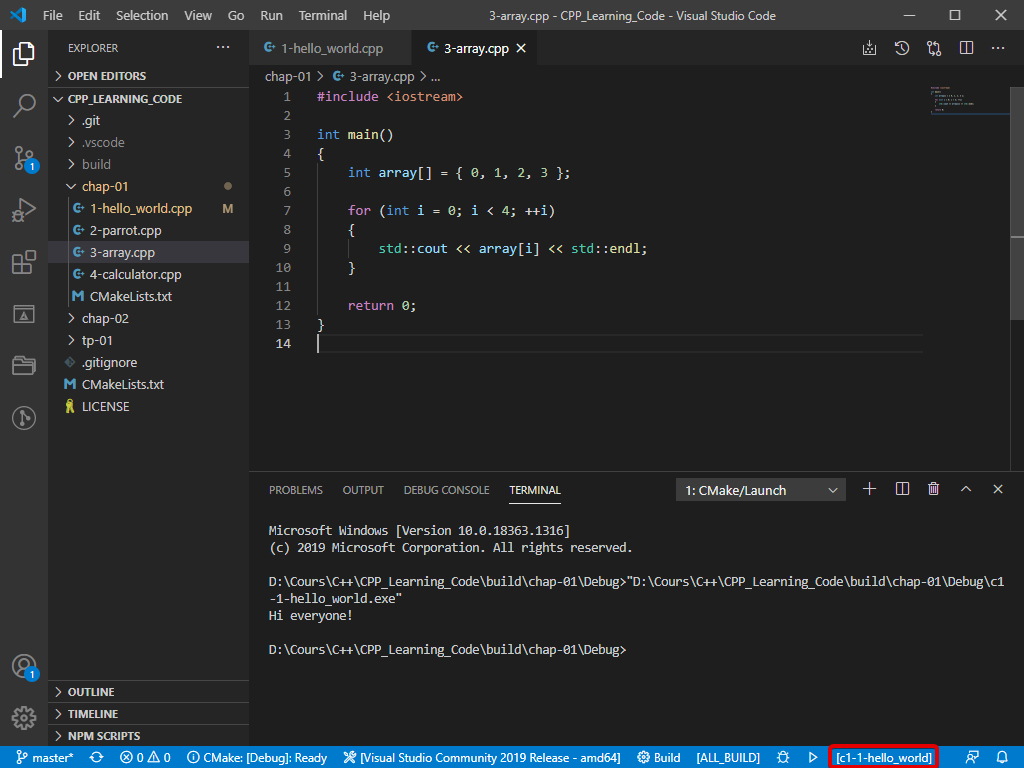 File Edit Selection View Go Run Terminal Help 3-array.cpp - CPP_Learning_Code - Visual Studio Code
EXPLORER
OPEN EDITORS
CPP_LEARNING_CODE
.git
.vscode
build
chap-01
1-hello_world.cpp M
2-parrot.cpp
3-array.cpp
4-calculator.cpp
CMakeLists.txt
chap-02
tp-01
.gitignore
CMakeLists.txt
LICENSE
OUTLINE
TIMELINE
NPM SCRIPTS
1
1
1-hello_world.cpp 3-array.cpp
chap-01 > 3-array.cpp > ...
1 #include <iostream>
2
3 int main()
4 {
5 int array[] = { 0, 1, 2, 3 };
6
7 for (int i = 0; i < 4; ++i)
8 {
9 std::cout << array[i] << std::endl;
10 }
11
12 return 0;
13 }
14
PROBLEMS OUTPUT DEBUG CONSOLE TERMINAL 1: CMake/Launch
Microsoft Windows [Version 10.0.18363.1316]
(c) 2019 Microsoft Corporation. All rights reserved.
D:\Cours\C++\CPP_Learning_Code\build\chap-01\Debug>"D:\Cours\C++\CPP_Learning_Code\build\chap-01\Debug\c1
-1-hello_world.exe"
Hi everyone!
D:\Cours\C++\CPP_Learning_Code\build\chap-01\Debug>
master* 0 0 CMake: [Debug]: Ready [Visual Studio Community 2019 Release - amd64] Build [ALL_BUILD] [c1-1-hello_world]